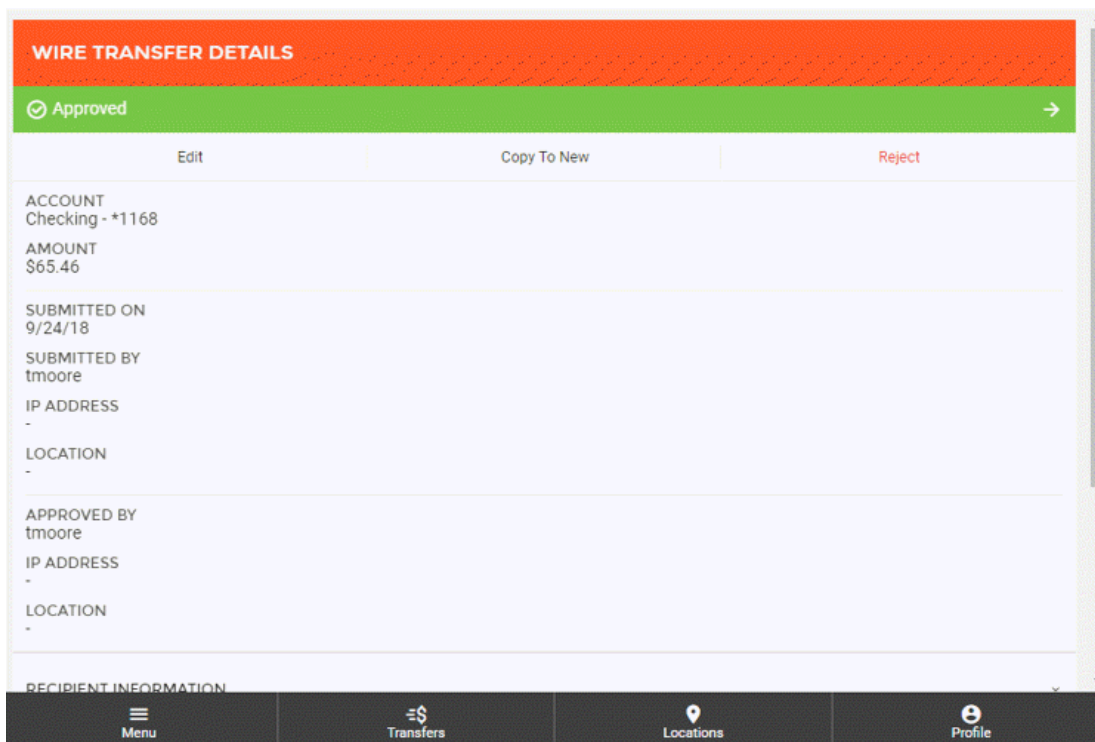 WIRE TRANSFER DETAILS
Approved
Edit Copy To New Reject
ACCOUNT
Checking - *1168
AMOUNT
$65.46
SUBMITTED ON
9/24/18
SUBMITTED BY
tmoore
IP ADDRESS
-
LOCATION
-
APPROVED BY
tmoore
IP ADDRESS
-
LOCATION
-
RECIPIENT INFORMATION
Menu Transfers Locations Profile